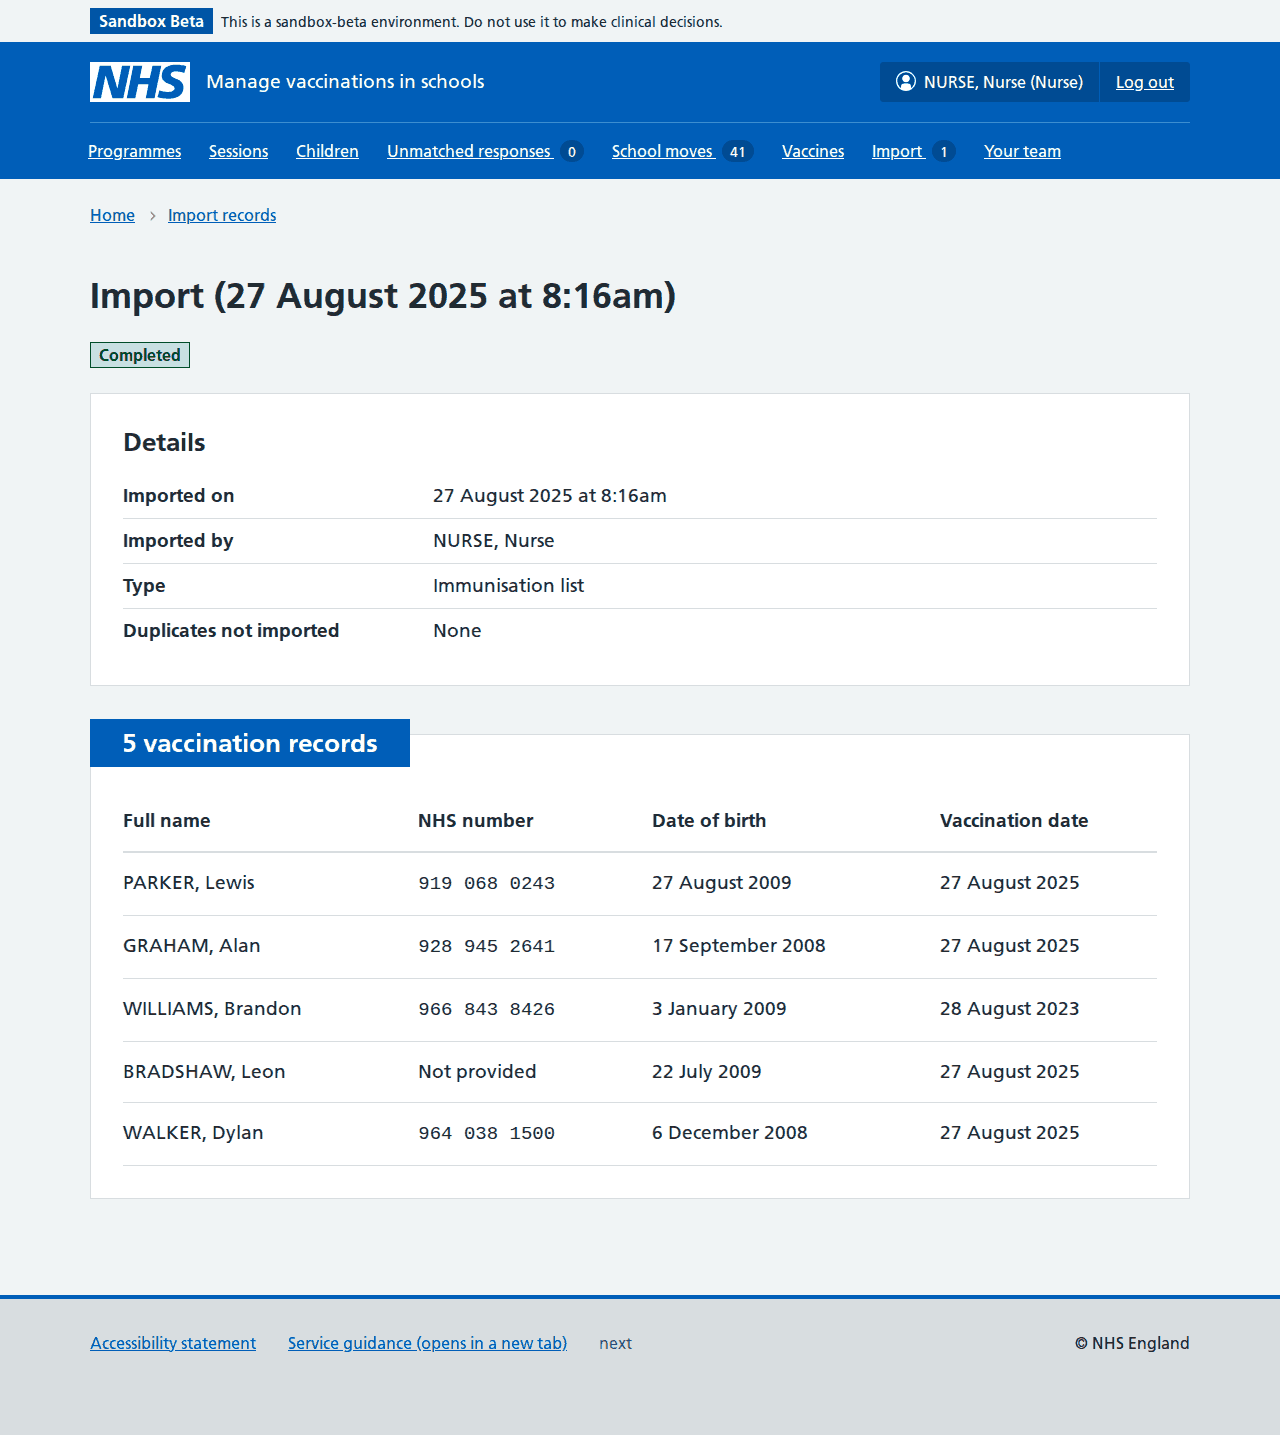 Sandbox Beta This is a sandbox-beta environment. Do not use it to make clinical decisions.
NHS Manage vaccinations in schools NURSE, Nurse (Nurse) Log out
Programmes Sessions Children Unmatched responses 0 School moves 41 Vaccines Import 1 Your team
Home Import records
Import (27 August 2025 at 8:16am)
Completed
Details
Imported on 27 August 2025 at 8:16am
Imported by NURSE, Nurse
Type Immunisation list
Duplicates not imported None
5 vaccination records
Full name NHS number Date of birth Vaccination date
PARKER, Lewis 919 068 0243 27 August 2009 27 August 2025
GRAHAM, Alan 928 945 2641 17 September 2008 27 August 2025
WILLIAMS, Brandon 966 843 8426 3 January 2009 28 August 2023
BRADSHAW, Leon Not provided 22 July 2009 27 August 2025
WALKER, Dylan 964 038 1500 6 December 2008 27 August 2025
Accessibility statement Service guidance (opens in a new tab) next © NHS England